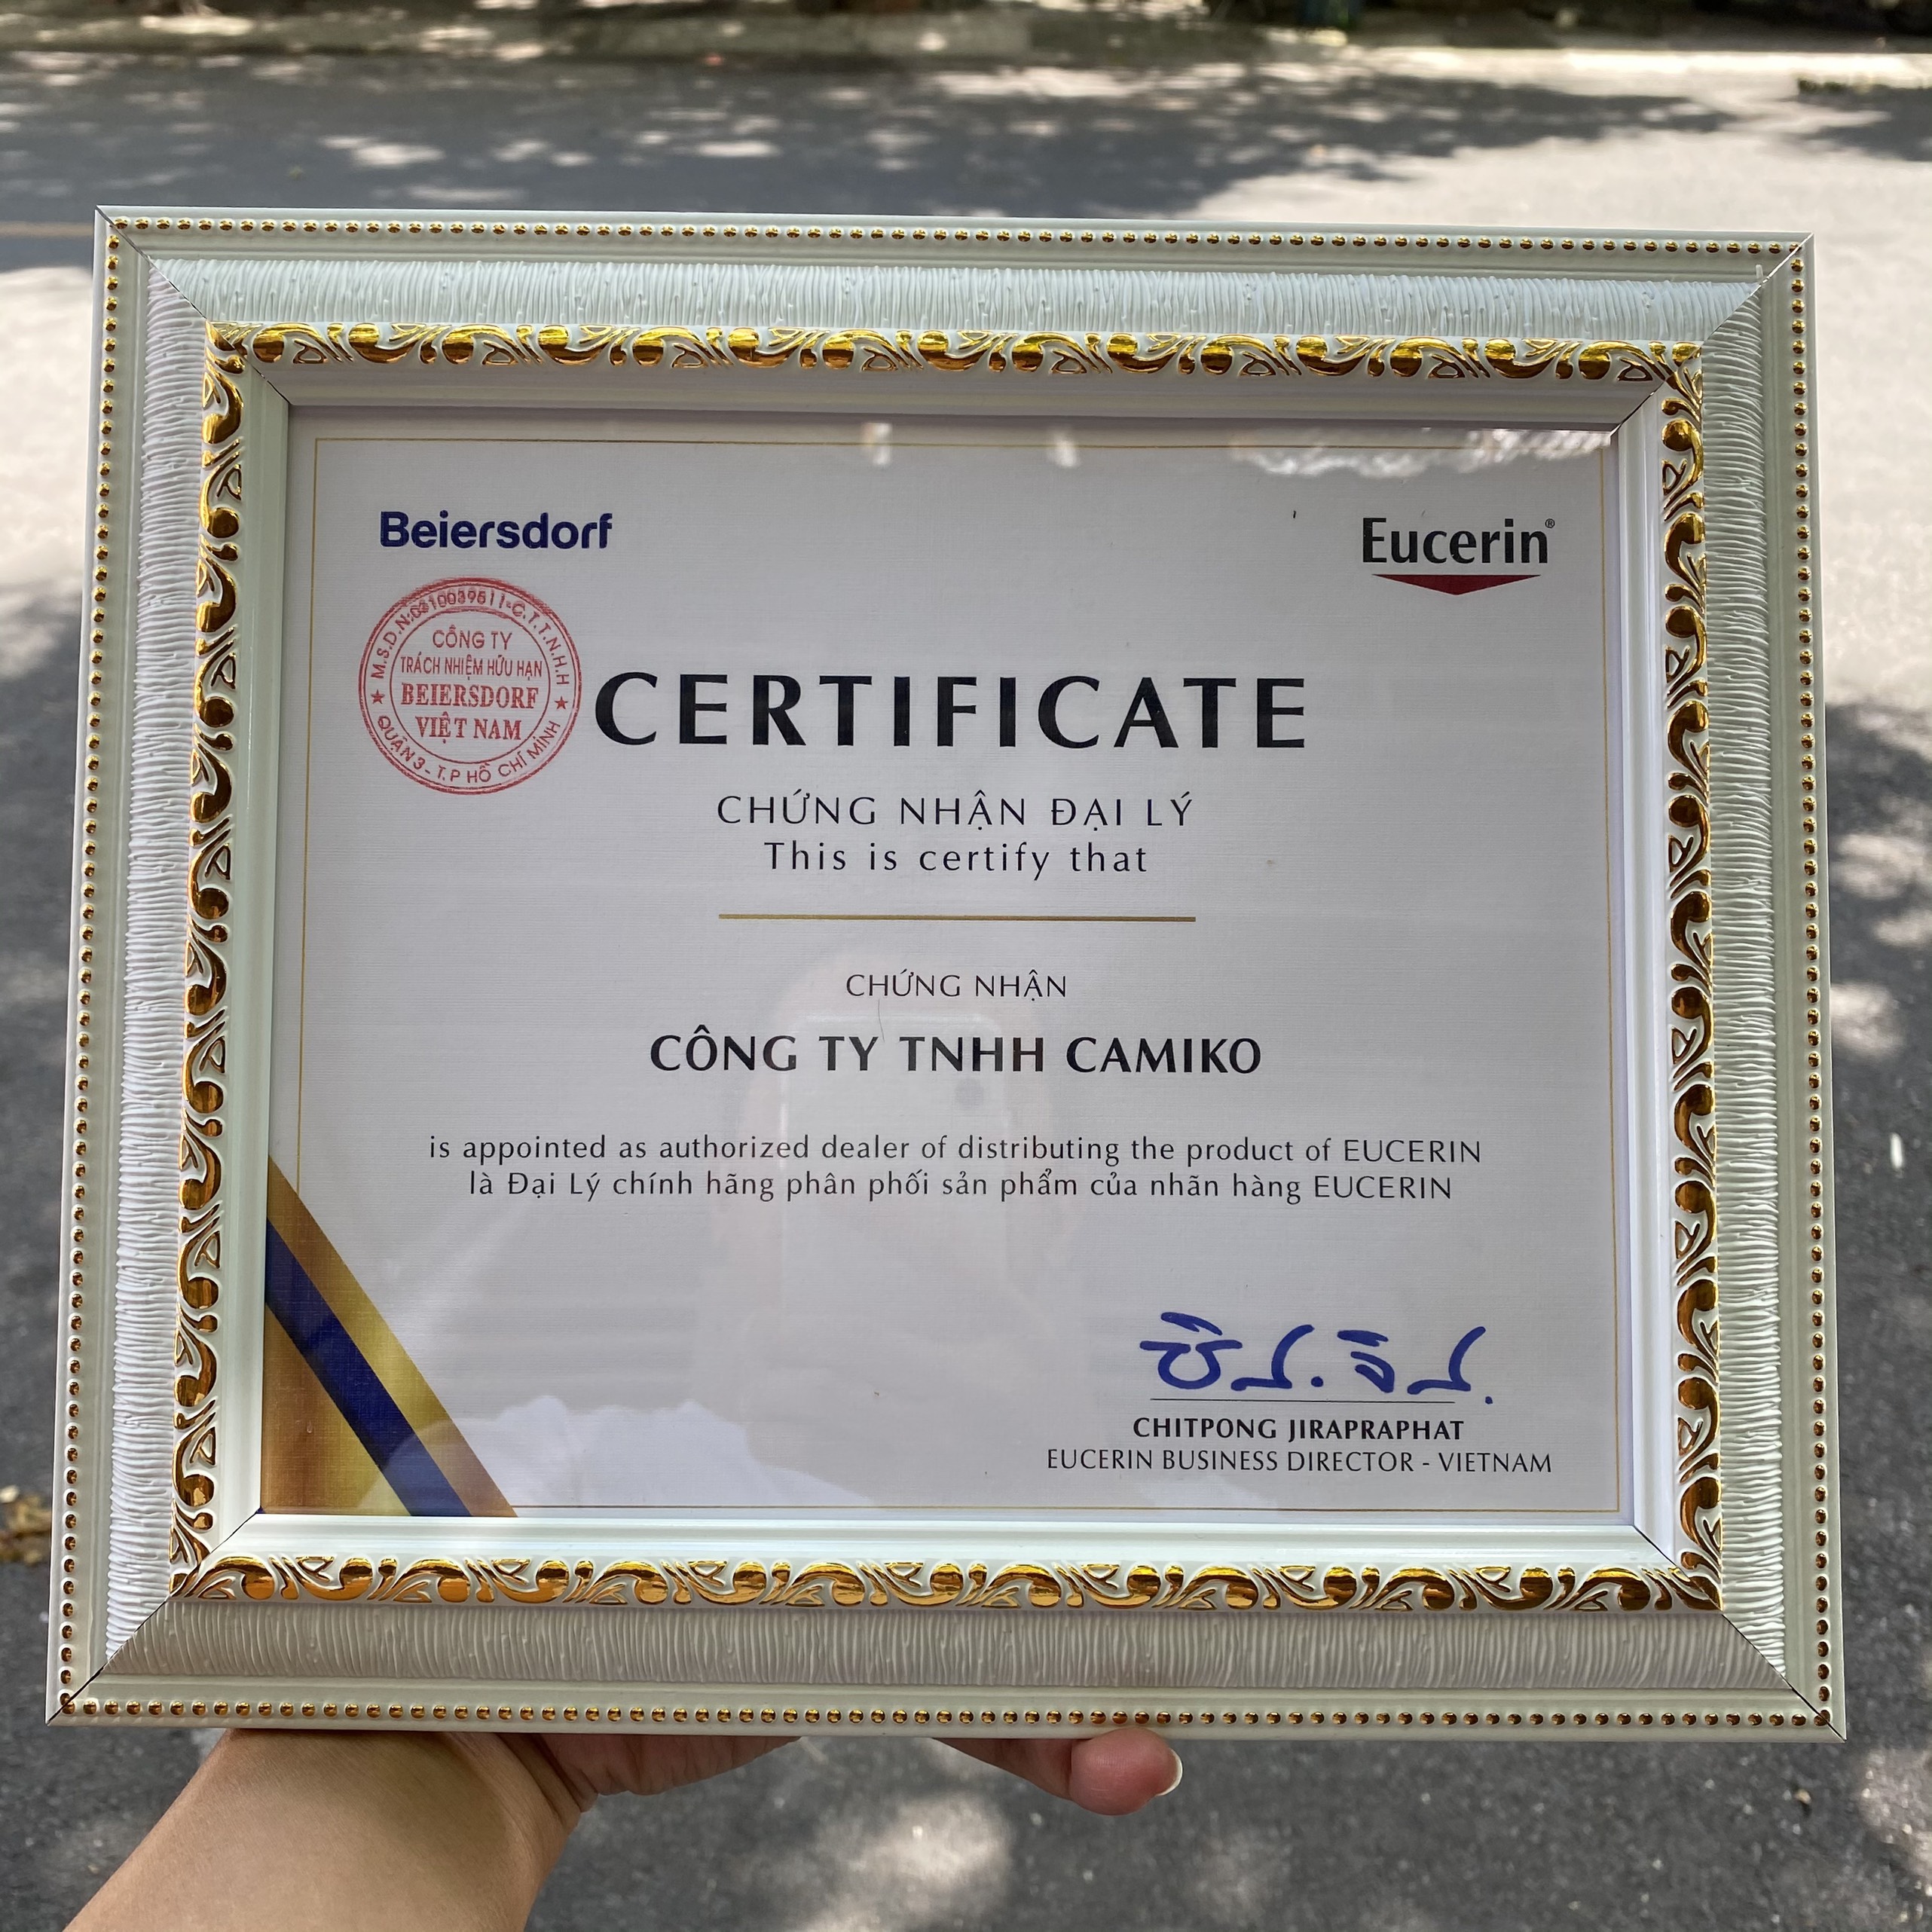 Beiersdorf
Eucerin®
M.S.D.N:0310039511-C.T.T.N.H.H
CÔNG TY
TRÁCH NHIỆM HỮU HẠN
BEIERSDORF
VIỆT NAM
QUẬN 3 - T.P HỒ CHÍ MINH
CERTIFICATE
CHỨNG NHẬN ĐẠI LÝ
This is certify that
CHỨNG NHẬN
CÔNG TY TNHH CAMIKO
is appointed as authorized dealer of distributing the product of EUCERIN
là Đại Lý chính hãng phân phối sản phẩm của nhãn hàng EUCERIN
CHITPONG JIRAPRAPHAT
EUCERIN BUSINESS DIRECTOR - VIETNAM